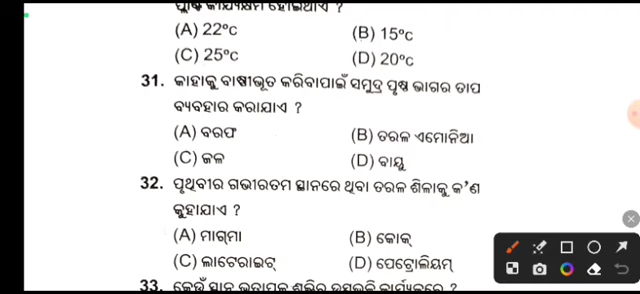 (A) 22°c (B) 15°c
(C) 25°c (D) 20°c
31. କାହାକୁ ବାଷ୍ପୀଭୂତ କରିବାପାଇଁ ସମୁଦ୍ର ପୃଷ୍ଠ ଭାଗର ତାପ
ବ୍ୟବହାର କରାଯାଏ ?
(A) ବରଫ (B) ତରଳ ଏମୋନିଆ
(C) ଜଳ (D) ବାୟୁ
32. ପୃଥିବୀର ଗଭୀରତମ ସ୍ଥାନରେ ଥିବା ତରଳ ଶିଳାକୁ କ'ଣ
କୁହାଯାଏ ?
(A) ମାଗ୍ମା (B) କୋକ୍
(C) ଲାଟେରାଇଟ୍ (D) ପେଟ୍ରୋଲିୟମ୍
33. କେଉଁ ସ୍ଥାନ